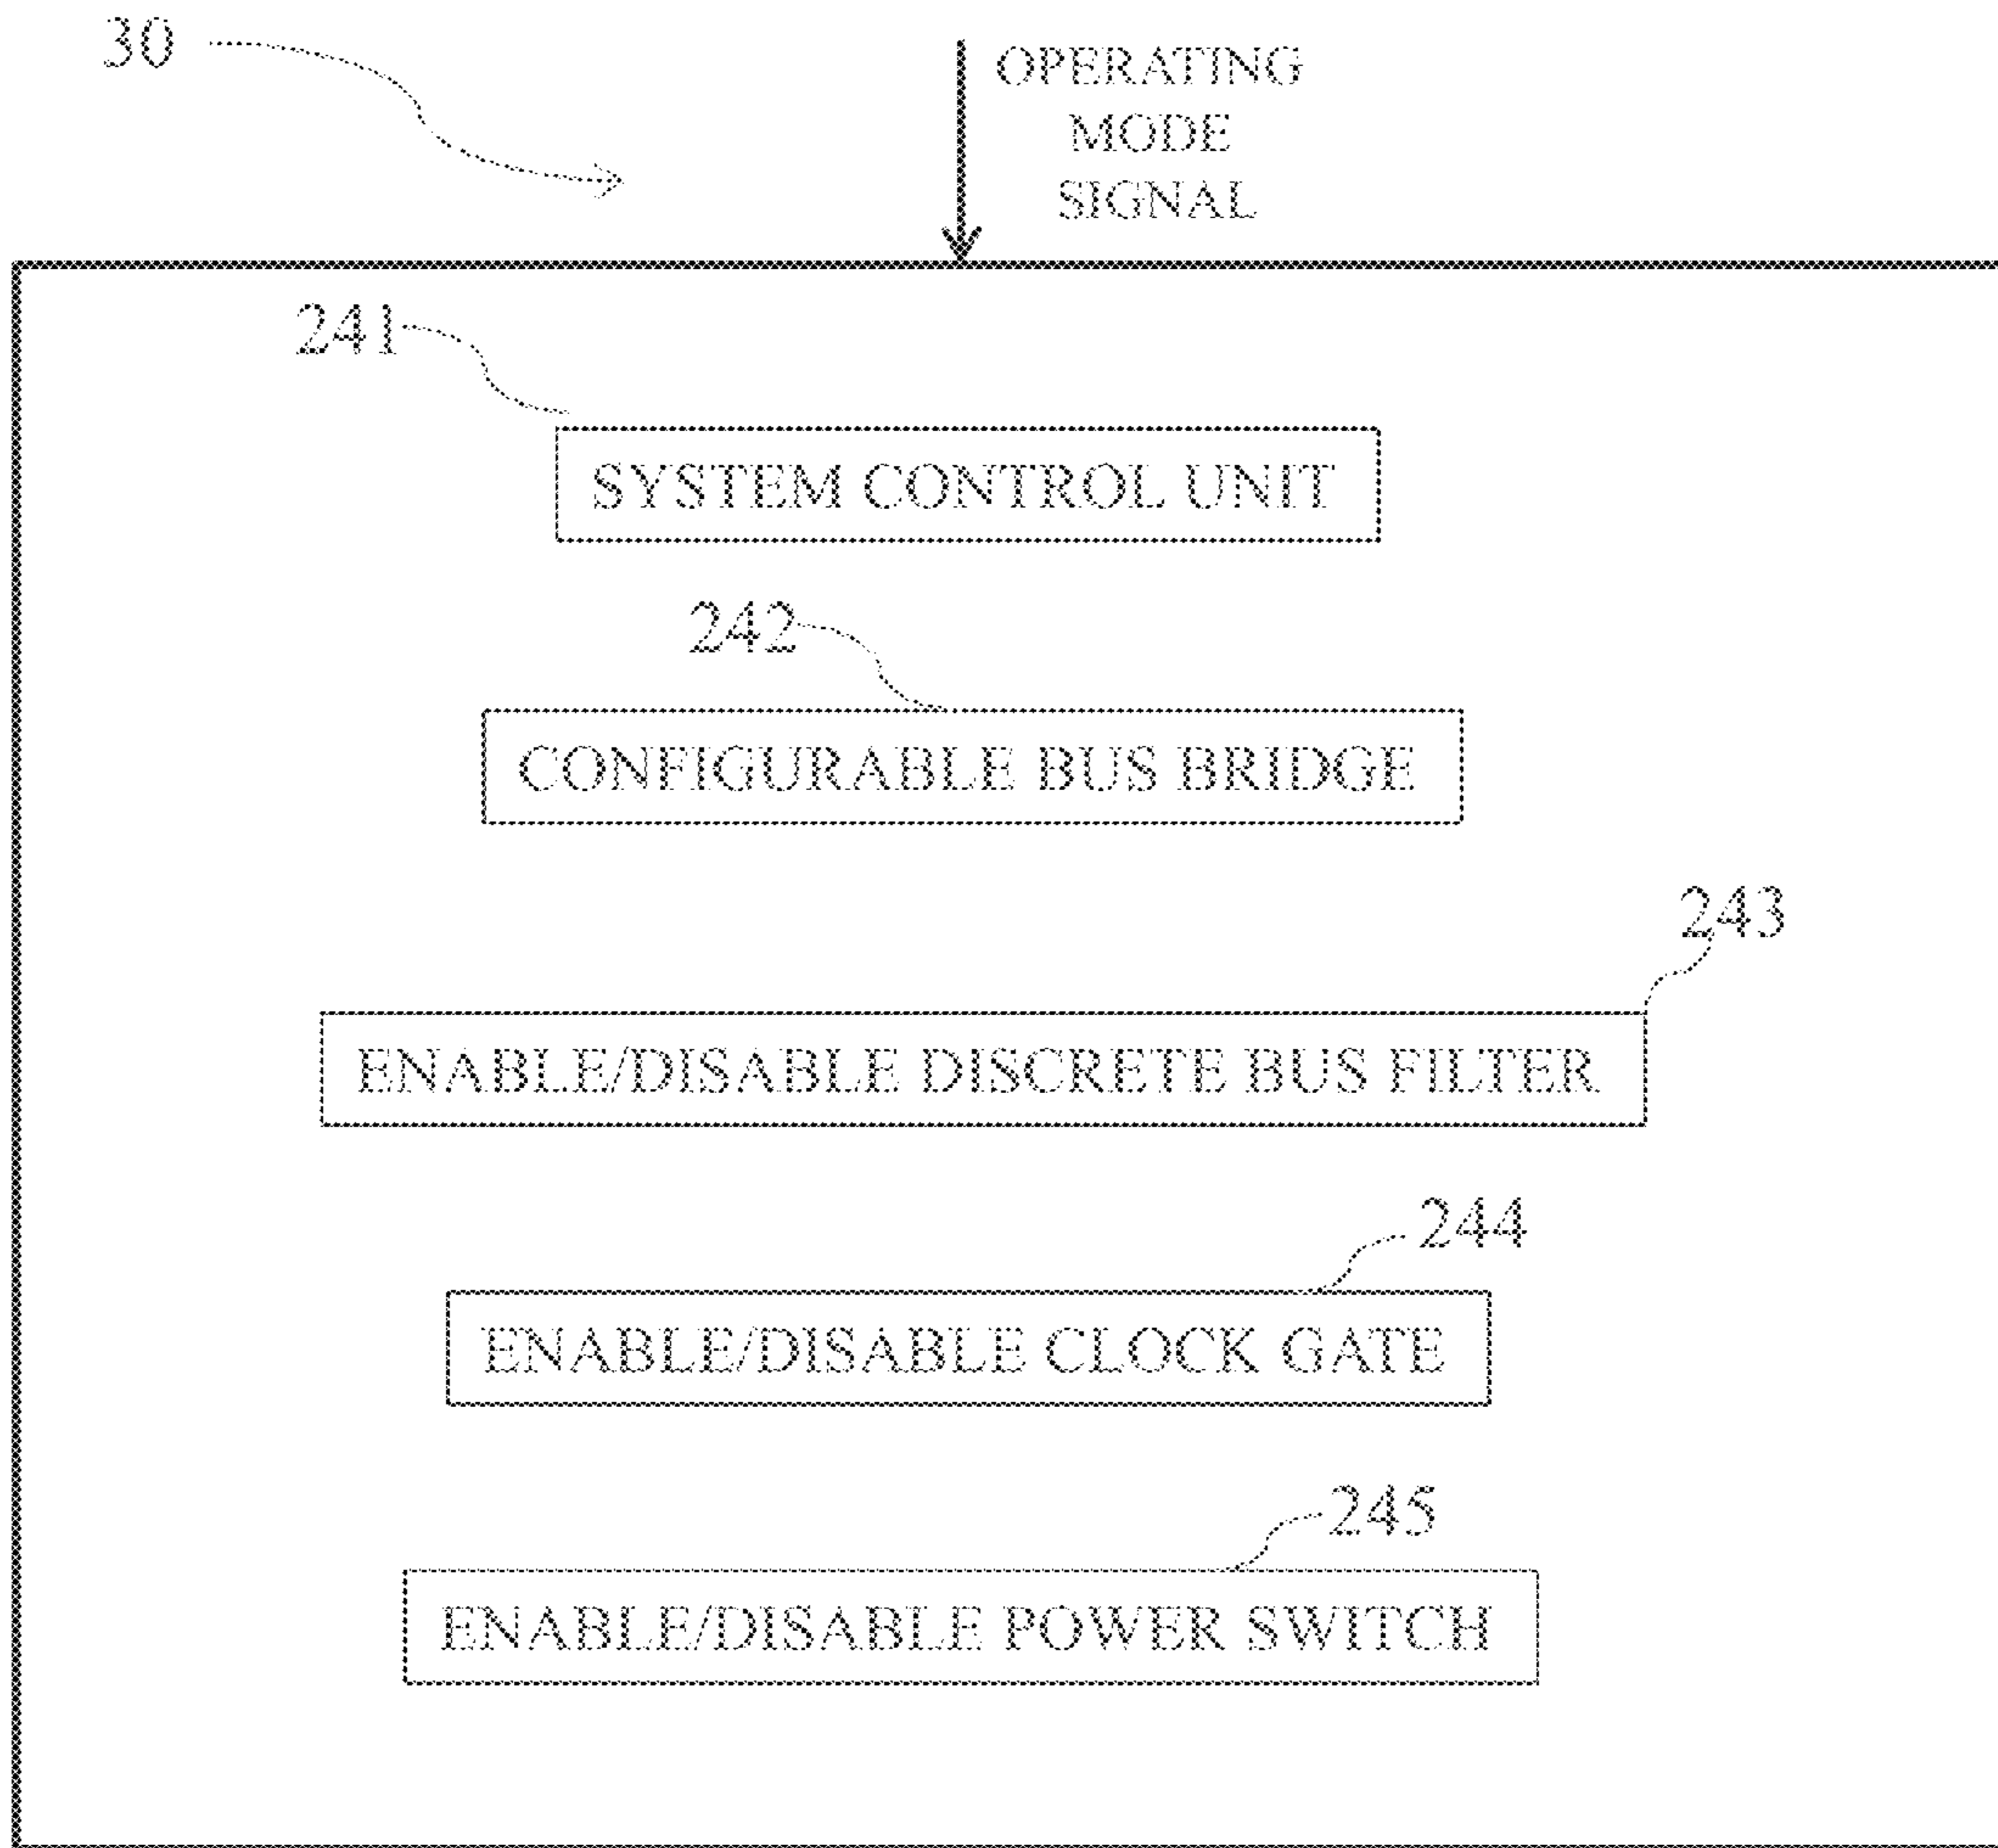 30
OPERATING
MODE
SIGNAL
241
SYSTEM CONTROL UNIT
242
CONFIGURABLE BUS BRIDGE
243
ENABLE/DISABLE DISCRETE BUS FILTER
244
ENABLE/DISABLE CLOCK GATE
245
ENABLE/DISABLE POWER SWITCH